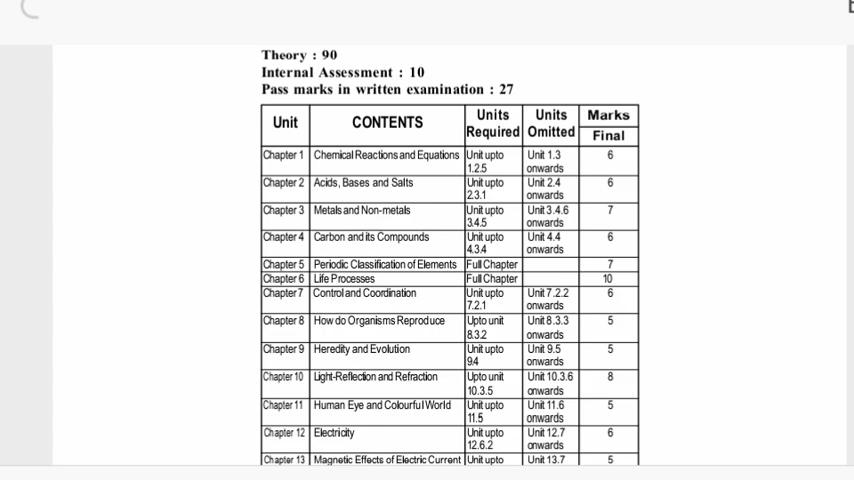 Theory : 90
Internal Assessment : 10
Pass marks in written examination : 27
Unit CONTENTS Units Required Units Omitted Marks Final
Chapter 1 Chemical Reactions and Equations Unit upto 1.2.5 Unit 1.3 onwards 6
Chapter 2 Acids, Bases and Salts Unit upto 2.3.1 Unit 2.4 onwards 6
Chapter 3 Metals and Non-metals Unit upto 3.4.5 Unit 3.4.6 onwards 7
Chapter 4 Carbon and its Compounds Unit upto 4.3.4 Unit 4.4 onwards 6
Chapter 5 Periodic Classification of Elements Full Chapter 7
Chapter 6 Life Processes Full Chapter 10
Chapter 7 Control and Coordination Unit upto 7.2.1 Unit 7.2.2 onwards 6
Chapter 8 How do Organisms Reproduce Upto unit 8.3.2 Unit 8.3.3 onwards 5
Chapter 9 Heredity and Evolution Unit upto 9.4 Unit 9.5 onwards 5
Chapter 10 Light-Reflection and Refraction Upto unit 10.3.5 Unit 10.3.6 onwards 8
Chapter 11 Human Eye and Colourful World Unit upto 11.5 Unit 11.6 onwards 5
Chapter 12 Electricity Unit upto 12.6.2 Unit 12.7 onwards 6
Chapter 13 Magnetic Effects of Electric Current Unit upto Unit 13.7 5